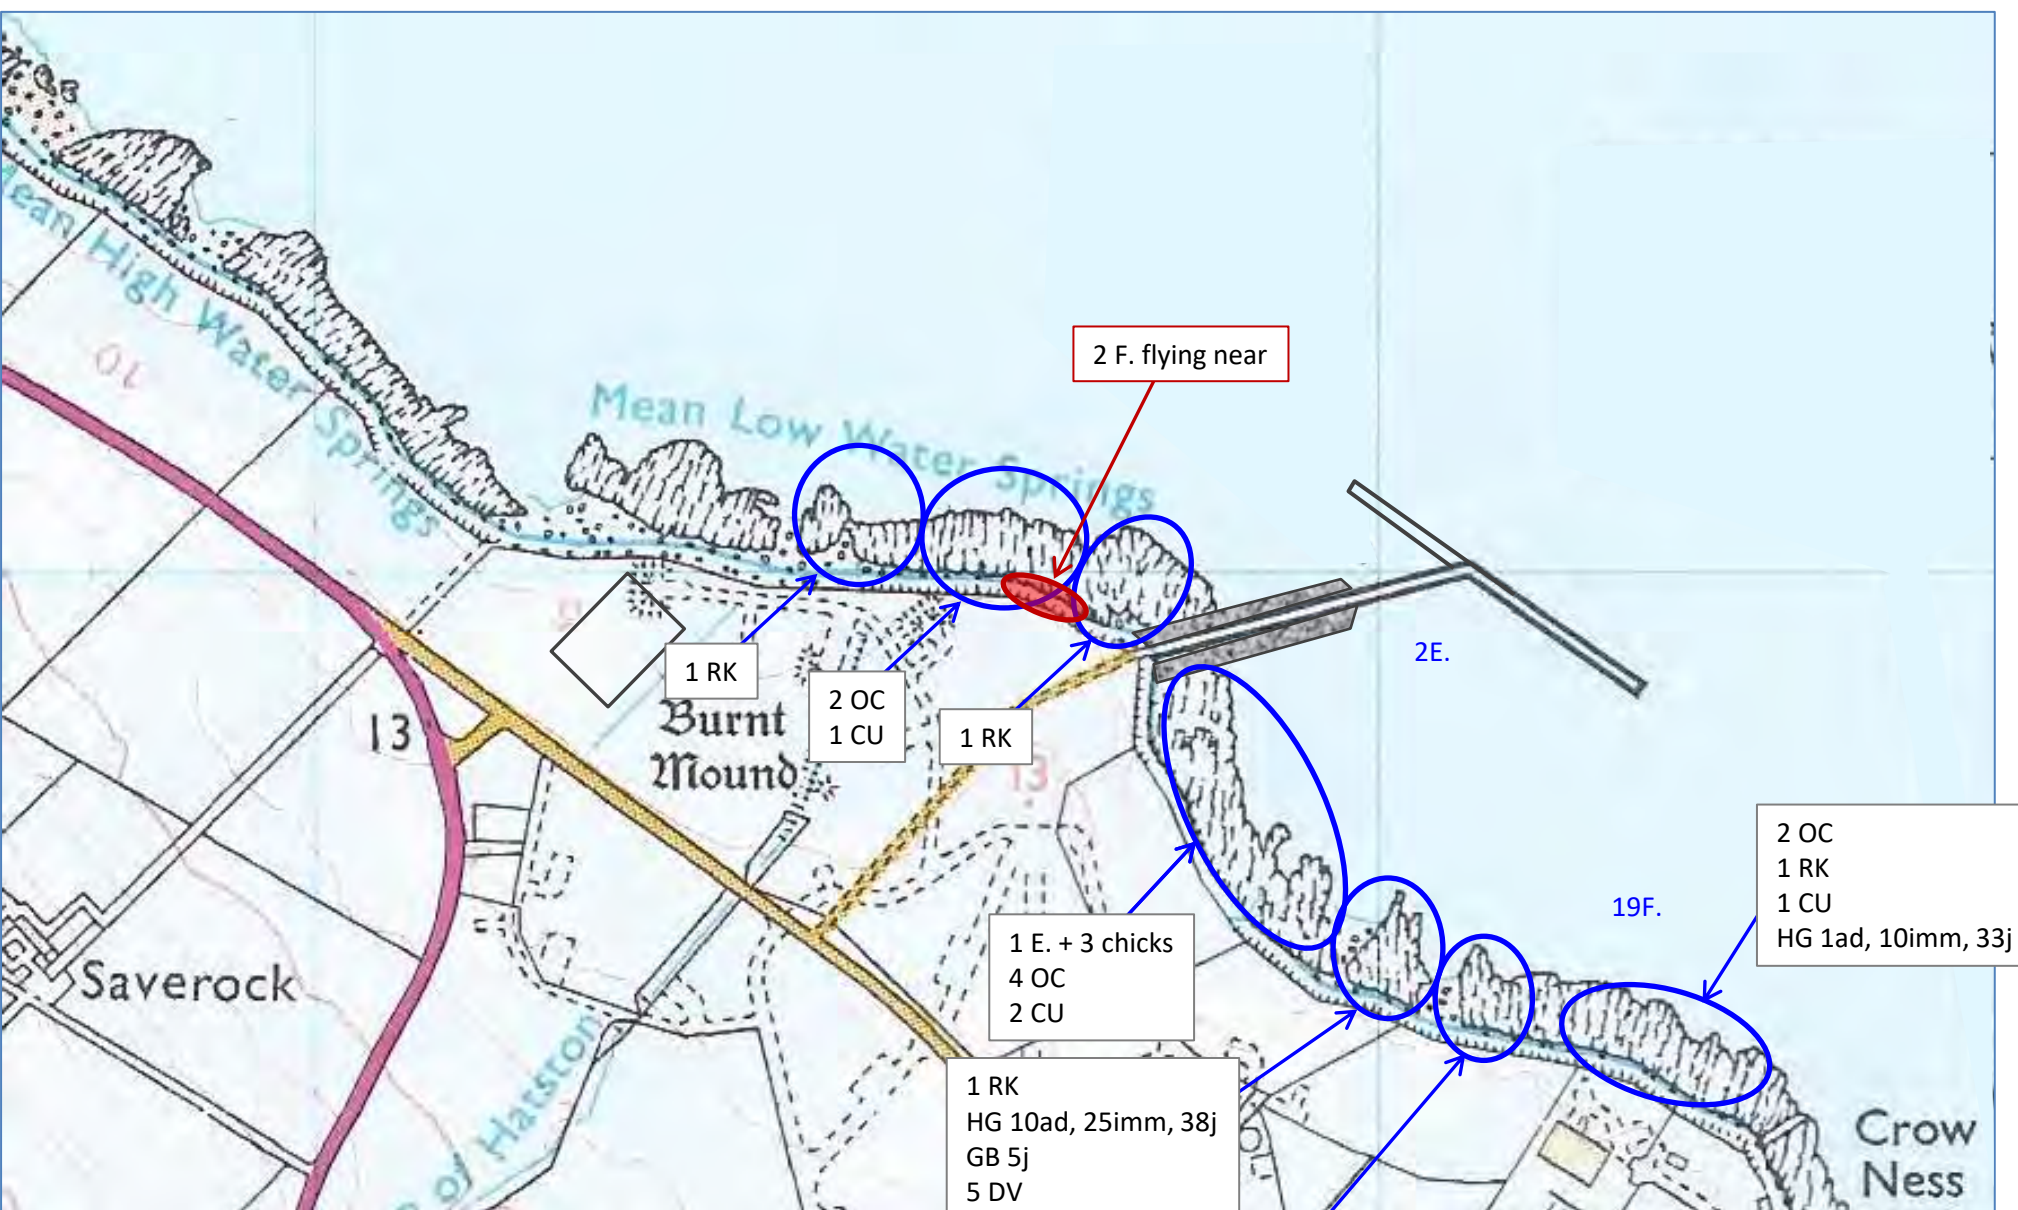 Mean High Water Springs
10
2 F. flying near
Mean Low Water Springs
1 RK
2 OC
1 CU
1 RK
2E.
13
Burnt
Mound
13
2 OC
1 RK
1 CU
HG 1ad, 10imm, 33j
19F.
1 E. + 3 chicks
4 OC
2 CU
Saverock
1 RK
HG 10ad, 25imm, 38j
GB 5j
5 DV
of Hatston
Crow
Ness